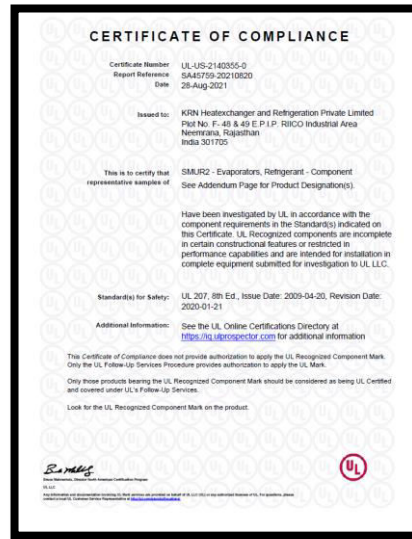 CERTIFICATE OF COMPLIANCE
Certificate Number UL-US-2140355-0
Report Reference SA45759-20210820
Date 28-Aug-2021
Issued to: KRN Heatexchanger and Refrigeration Private Limited
Plot No. F- 48 & 49 E.P.I.P. RIICO Industrial Area
Neemrana, Rajasthan
India 301705
This is to certify that SMUR2 - Evaporators, Refrigerant - Component
representative samples of See Addendum Page for Product Designation(s).
Have been investigated by UL in accordance with the
component requirements in the Standard(s) indicated on
this Certificate. UL Recognized components are incomplete
in certain constructional features or restricted in
performance capabilities and are intended for installation in
complete equipment submitted for investigation to UL LLC.
Standard(s) for Safety: UL 207, 8th Ed., Issue Date: 2009-04-20, Revision Date:
2020-01-21
Additional Information: See the UL Online Certifications Directory at
https://iq.ulprospector.com for additional information
This Certificate of Compliance does not provide authorization to apply the UL Recognized Component Mark.
Only the UL Follow-Up Services Procedure provides authorization to apply the UL Mark.
Only those products bearing the UL Recognized Component Mark should be considered as being UL Certified
and covered under UL's Follow-Up Services.
Look for the UL Recognized Component Mark on the product.
UL
Director North American Certification Program
UL LLC